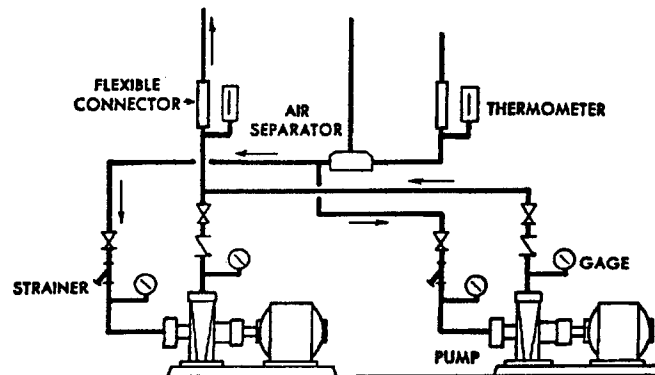 FLEXIBLE
CONNECTOR
AIR
SEPARATOR
THERMOMETER
STRAINER
GAGE
PUMP